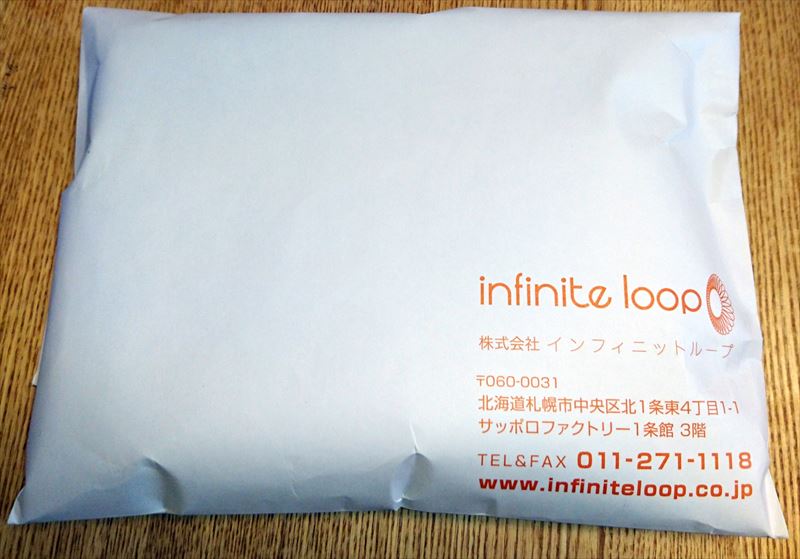 infinite loop
株式会社 インフィニットループ
〒060-0031
北海道札幌市中央区北1条東4丁目1-1
サッポロファクトリー1条館 3階
TEL&FAX 011-271-1118
www.infiniteloop.co.jp